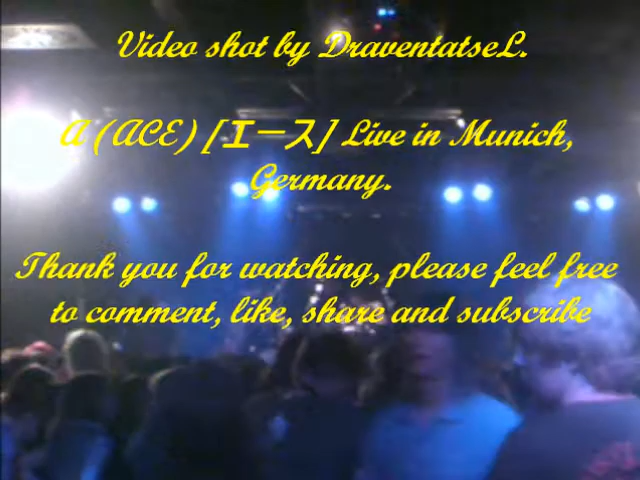 Video shot by DraventatseL.
A (ACE) [エース] Live in Munich,
Germany.
Thank you for watching, please feel free
to comment, like, share and subscribe